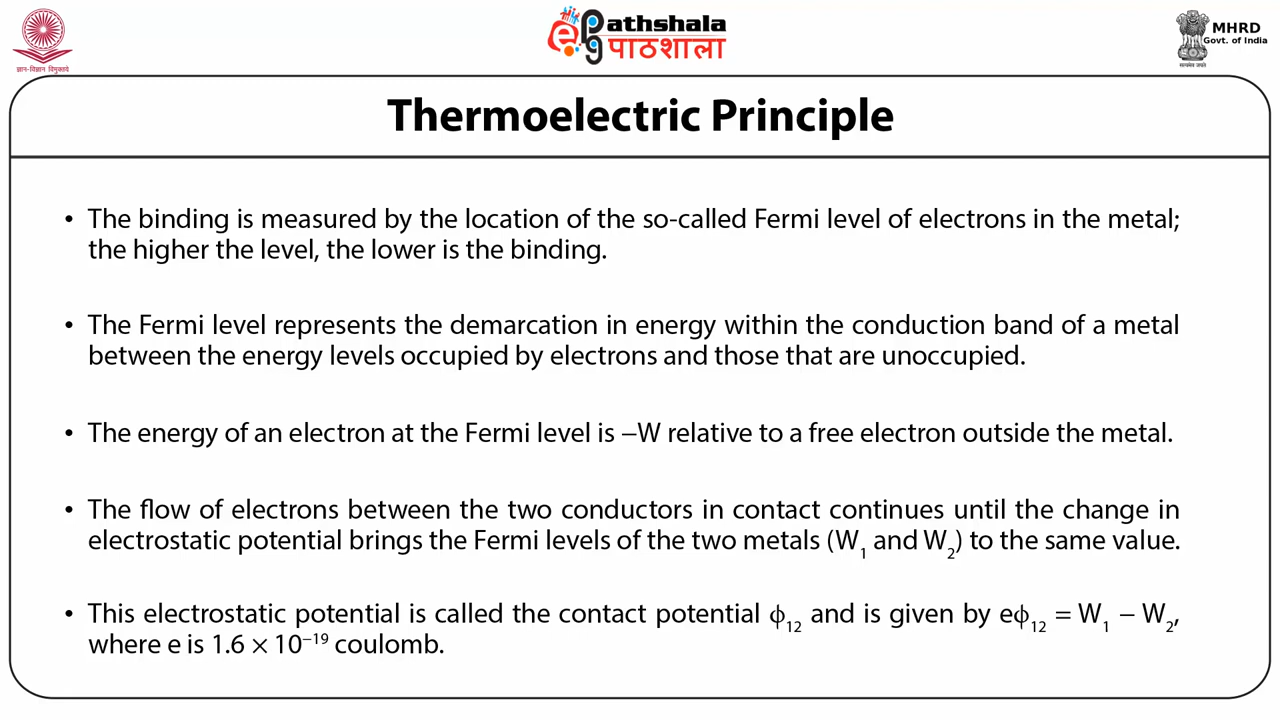 ज्ञान-विज्ञान विमुक्तये
ePathshala
पाठशाला
MHRD
Govt. of India
सत्यमेव जयते
Thermoelectric Principle
• The binding is measured by the location of the so-called Fermi level of electrons in the metal;
the higher the level, the lower is the binding.
• The Fermi level represents the demarcation in energy within the conduction band of a metal
between the energy levels occupied by electrons and those that are unoccupied.
• The energy of an electron at the Fermi level is −W relative to a free electron outside the metal.
• The flow of electrons between the two conductors in contact continues until the change in
electrostatic potential brings the Fermi levels of the two metals (W₁ and W₂) to the same value.
• This electrostatic potential is called the contact potential ϕ₁₂ and is given by eϕ₁₂ = W₁ − W₂,
where e is 1.6 × 10⁻¹⁹ coulomb.